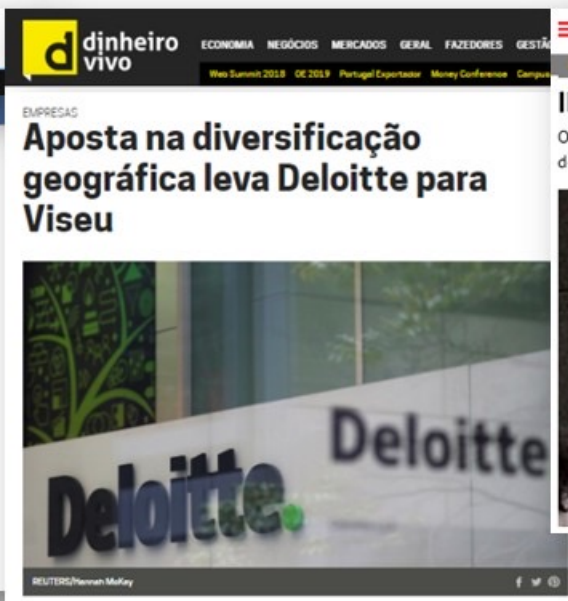 dinheiro
vivo
ECONOMIA NEGÓCIOS MERCADOS GERAL FAZEDORES
Web Summit 2018 OE 2019 Portugal Exportador Money Conference
EMPRESAS
Aposta na diversificação
geográfica leva Deloitte para
Viseu
Deloitte
Deloitte.
REUTERS/Hannah McKay